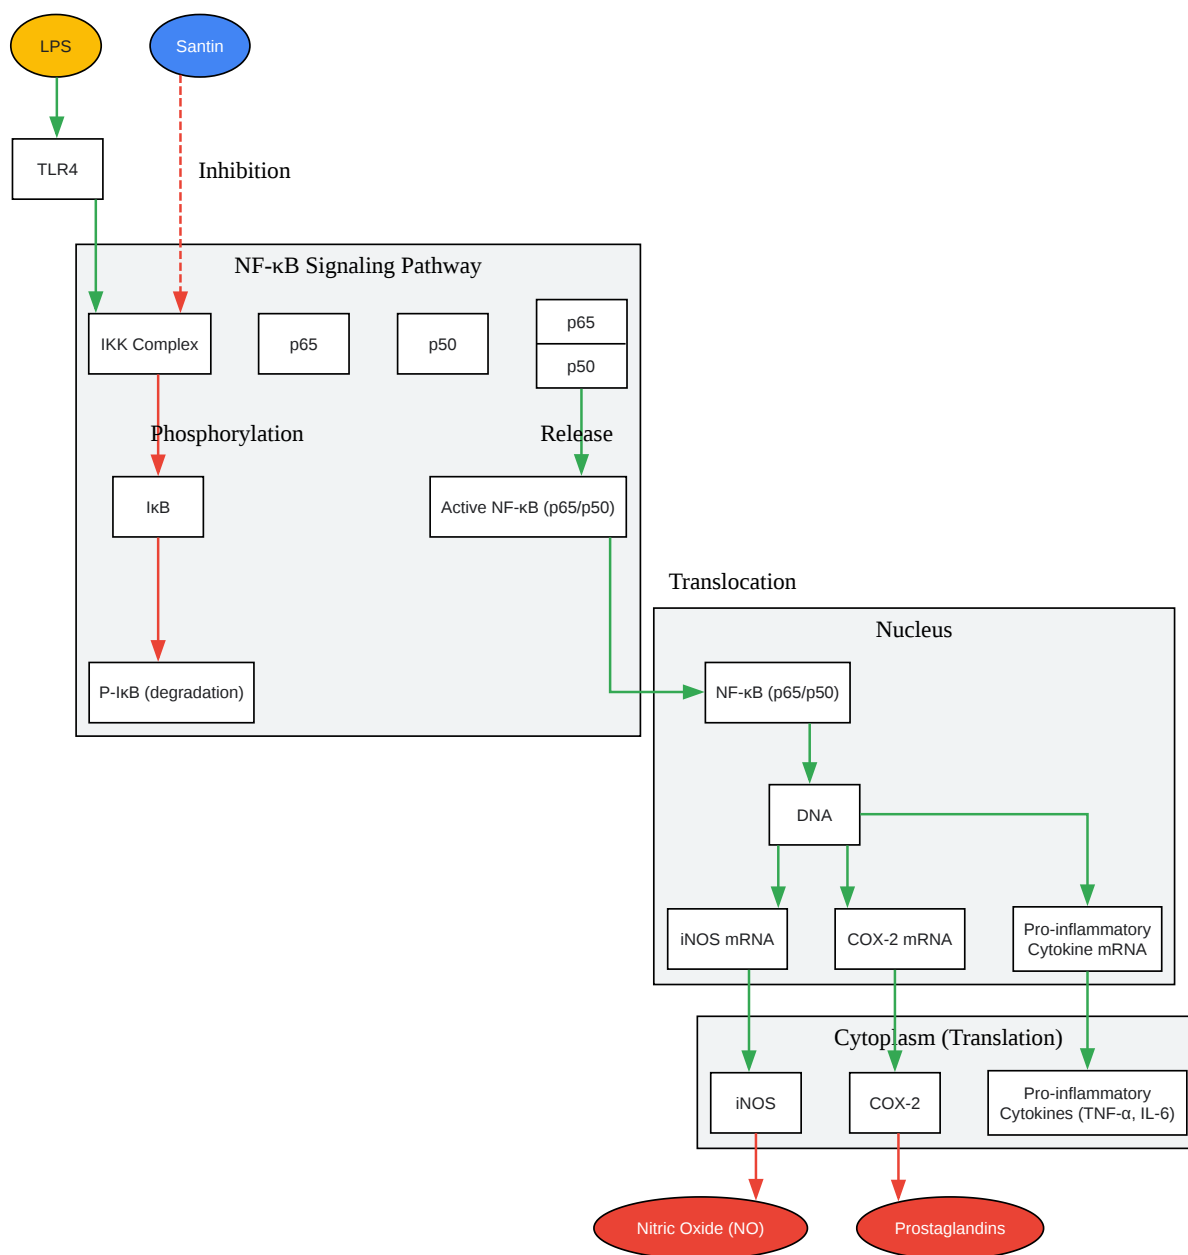 LPS
Santin
TLR4
Inhibition
NF-κB Signaling Pathway
IKK Complex
p65
p50
p65
p50
Phosphorylation
Release
IκB
Active NF-κB (p65/p50)
Translocation
Nucleus
P-IκB (degradation)
NF-κB (p65/p50)
DNA
iNOS mRNA
COX-2 mRNA
Pro-inflammatory
Cytokine mRNA
Cytoplasm (Translation)
iNOS
COX-2
Pro-inflammatory
Cytokines (TNF-α, IL-6)
Nitric Oxide (NO)
Prostaglandins